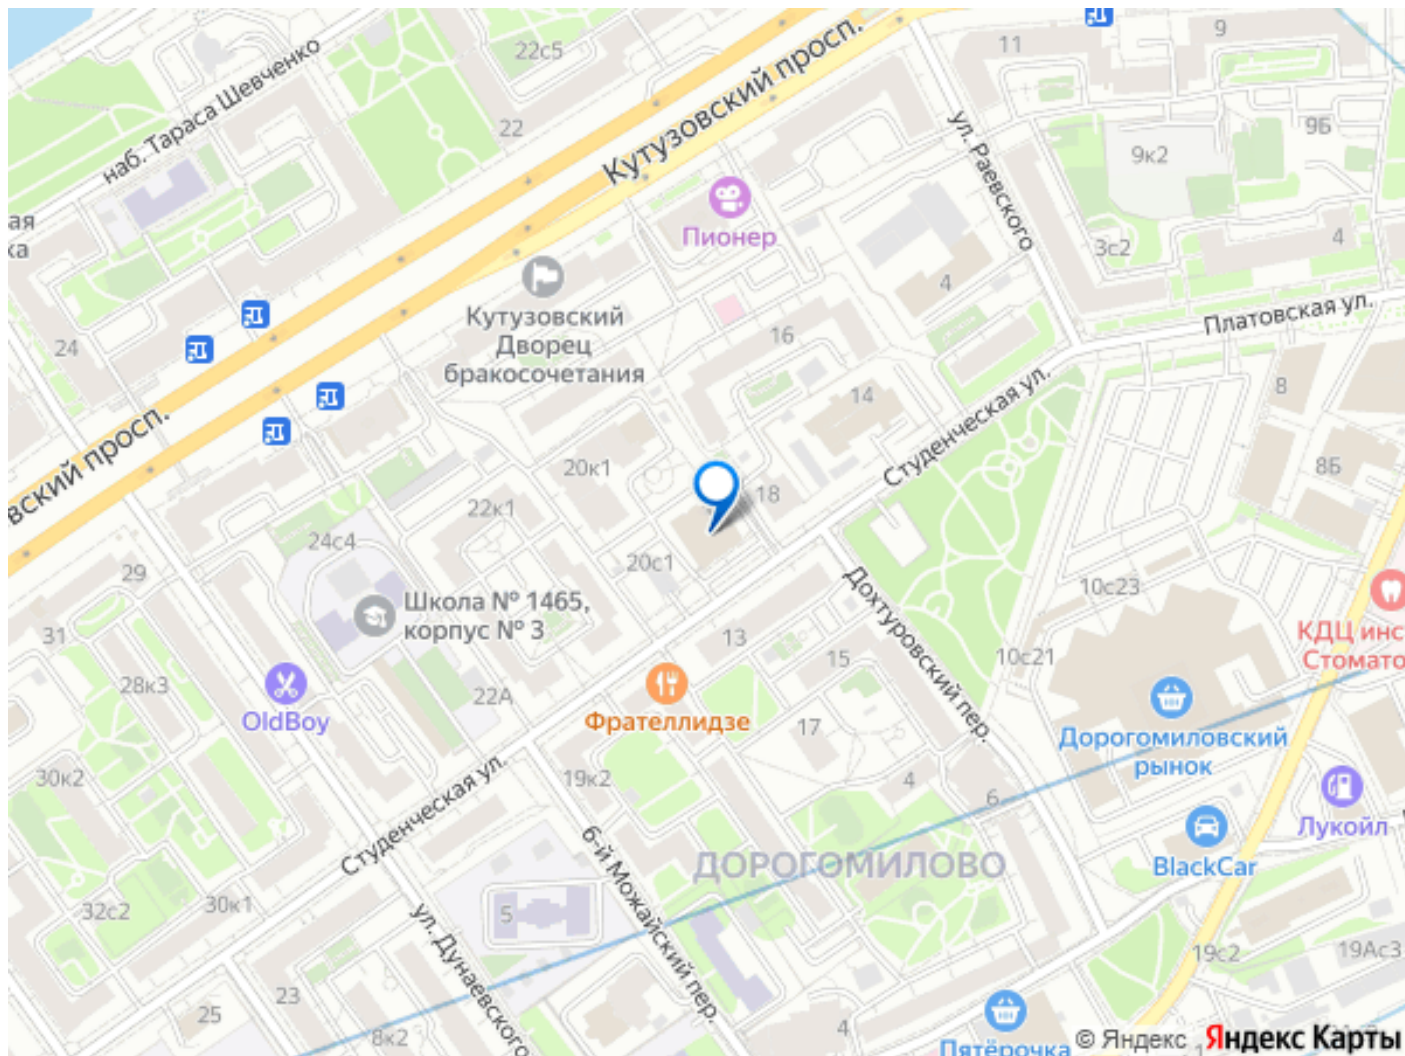 22с5
11
9
наб. Тараса Шевченко
Кутузовский просп.
22
ул. Раевского
9Б
9к2
ая
ка
Пионер
3с2
4
4
Кутузовский
Дворец
бракосочетания
Платовская ул.
24
16
8
14
Студенческая ул.
вский просп.
20к1
18
8Б
22к1
24с4
20с1
29
Дохтуровский пер.
10с23
Школа № 1465,
корпус № 3
31
13
КДЦ инс
Стомато
15
10с21
28к3
22А
OldBoy
Фрателлидзе
17
Дорогомиловский
рынок
30к2
19к2
4
6
Студенческая ул.
Лукойл
6-й Можайский пер.
ДОРОГОМИЛОВО
BlackCar
32с2
30к1
5
ул. Дунаевского
19с2
19Ас3
23
25
8к2
4
Пятёрочка
© Яндекс Яндекс Карты